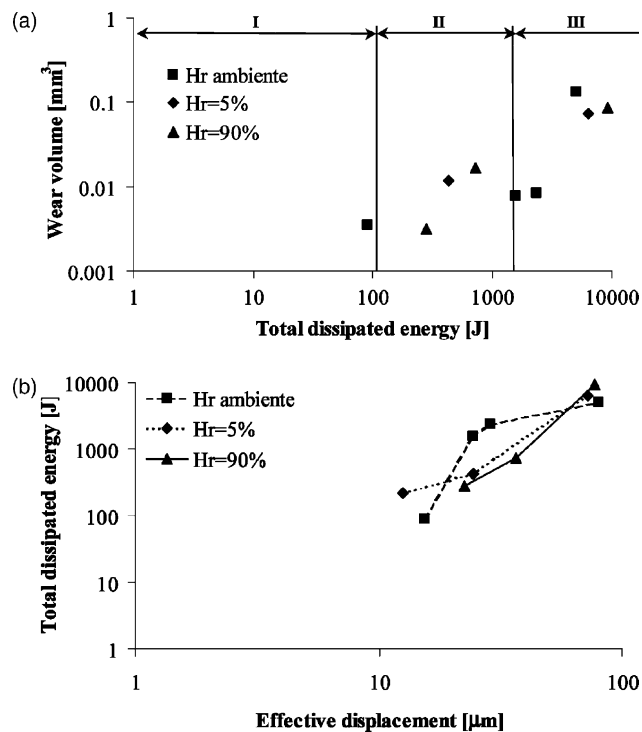 (a)
Wear volume [mm³]
1
0.1
0.01
0.001
I
II
III
Hr ambiente
Hr=5%
Hr=90%
1
10
100
1000
10000
Total dissipated energy [J]
(b)
Total dissipated energy [J]
10000
1000
100
10
1
Hr ambiente
Hr=5%
Hr=90%
1
10
100
Effective displacement [μm]